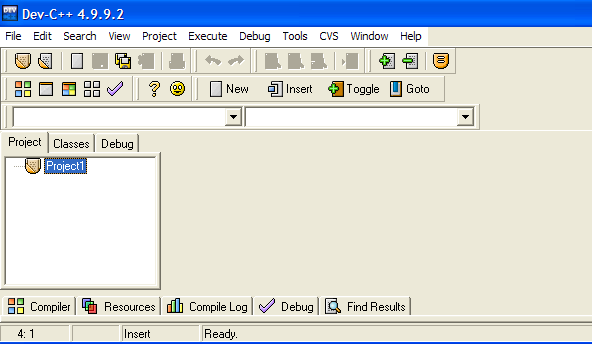 Dev-C++ 4.9.9.2
File Edit Search View Project Execute Debug Tools CVS Window Help
New Insert Toggle Goto
Project Classes Debug
Project1
Compiler Resources Compile Log Debug Find Results
4: 1 Insert Ready.